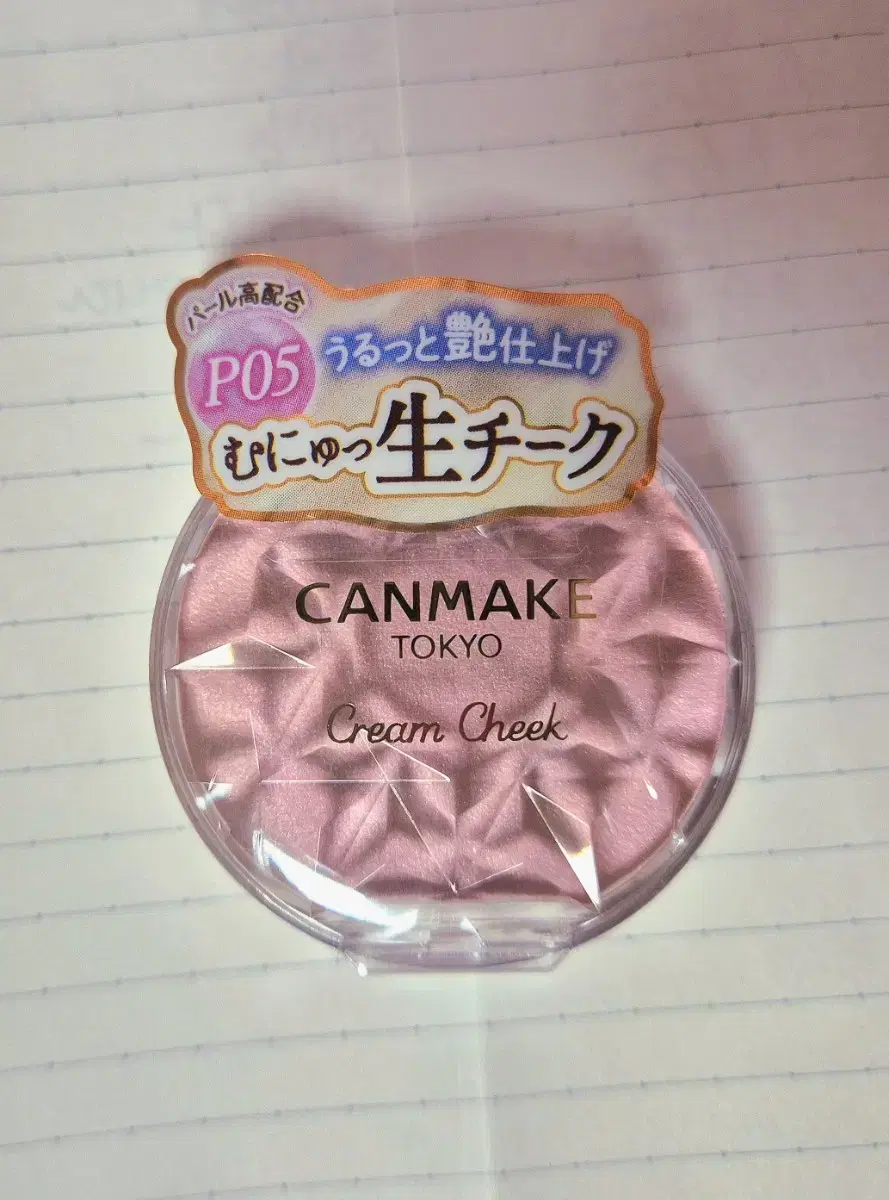 パール高配合
P05
うるっと艶仕上げ
むにゅっ生チーク
CANMAKE
TOKYO
Cream Cheek